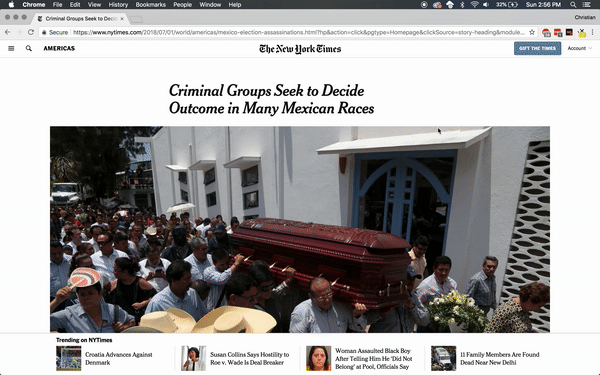 Chrome File Edit View History Bookmarks People Window Help 32% Sun 2:56 PM
Criminal Groups Seek to Decide Christian
Secure https://www.nytimes.com/2018/07/01/world/americas/mexico-election-assassinations.html?hp&action=click&pgtype=Homepage&clickSource=story-heading&module...
AMERICAS The New York Times GIFT THE TIMES Account
Criminal Groups Seek to Decide
Outcome in Many Mexican Races
Trending on NYTimes
Croatia Advances Against
Denmark
Susan Collins Says Hostility to
Roe v. Wade Is Deal Breaker
Woman Assaulted Black Boy
After Telling Him He 'Did Not
Belong' at Pool, Officials Say
11 Family Members Are Found
Dead Near New Delhi